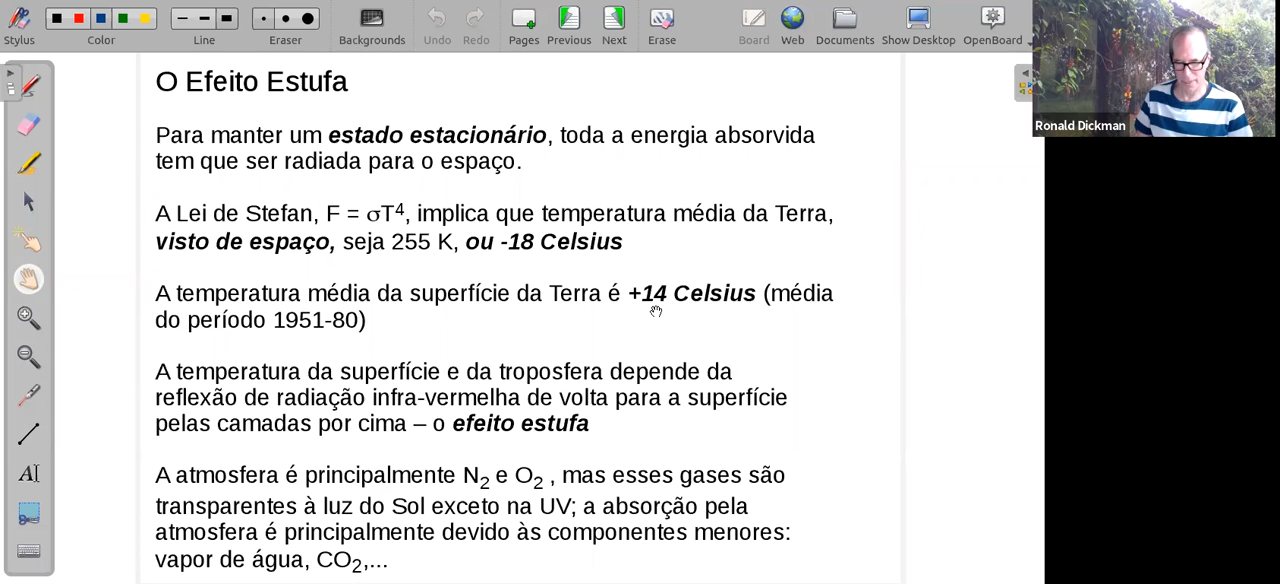 Stylus
Color
Line
Eraser
Backgrounds
Undo
Redo
Pages
Previous
Next
Erase
Board
Web
Documents
Show Desktop
OpenBoard
Ronald Dickman
O Efeito Estufa
Para manter um estado estacionário, toda a energia absorvida
tem que ser radiada para o espaço.
A Lei de Stefan, F = σT⁴, implica que temperatura média da Terra,
visto de espaço, seja 255 K, ou -18 Celsius
A temperatura média da superfície da Terra é +14 Celsius (média
do período 1951-80)
A temperatura da superfície e da troposfera depende da
reflexão de radiação infra-vermelha de volta para a superfície
pelas camadas por cima – o efeito estufa
A atmosfera é principalmente N₂ e O₂ , mas esses gases são
transparentes à luz do Sol exceto na UV; a absorção pela
atmosfera é principalmente devido às componentes menores:
vapor de água, CO₂,...